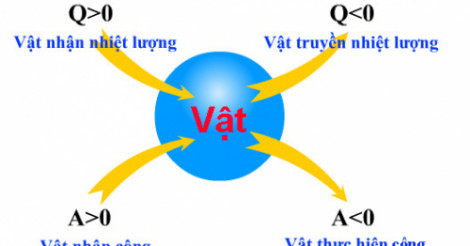 Q>0
Q<0
Vật nhận nhiệt lượng
Vật truyền nhiệt lượng
Vật
A>0
A<0
Vật nhận công
Vật thực hiện công